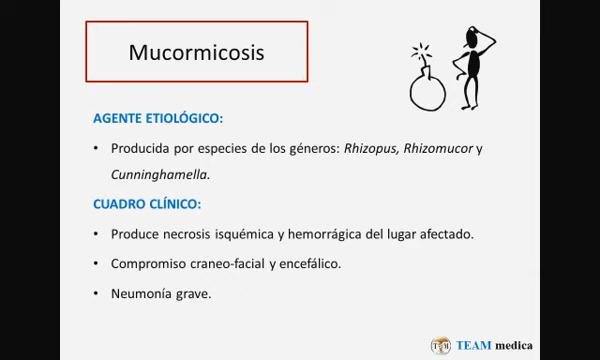 Mucormicosis
AGENTE ETIOLÓGICO:
• Producida por especies de los géneros: Rhizopus, Rhizomucor y
Cunninghamella.
CUADRO CLÍNICO:
• Produce necrosis isquémica y hemorrágica del lugar afectado.
• Compromiso craneo-facial y encefálico.
• Neumonía grave.
TEAM medica